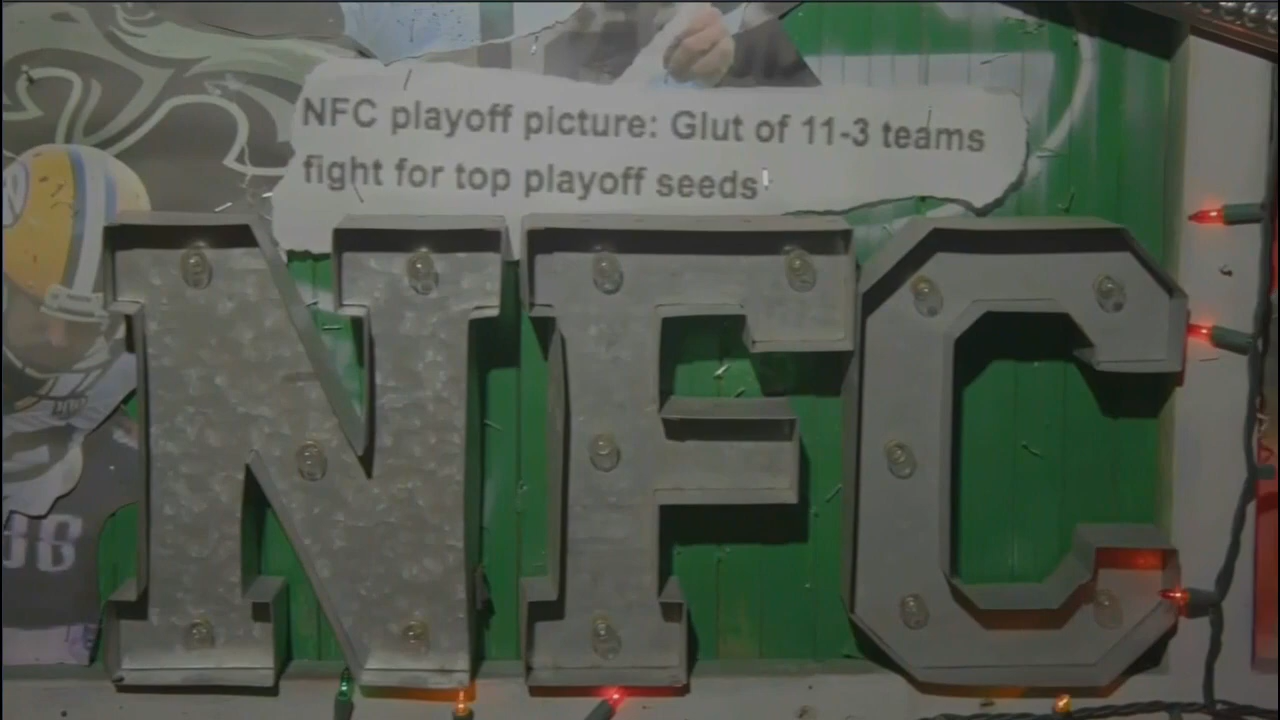 NFC playoff picture: Glut of 11-3 teams
fight for top playoff seeds
NFC